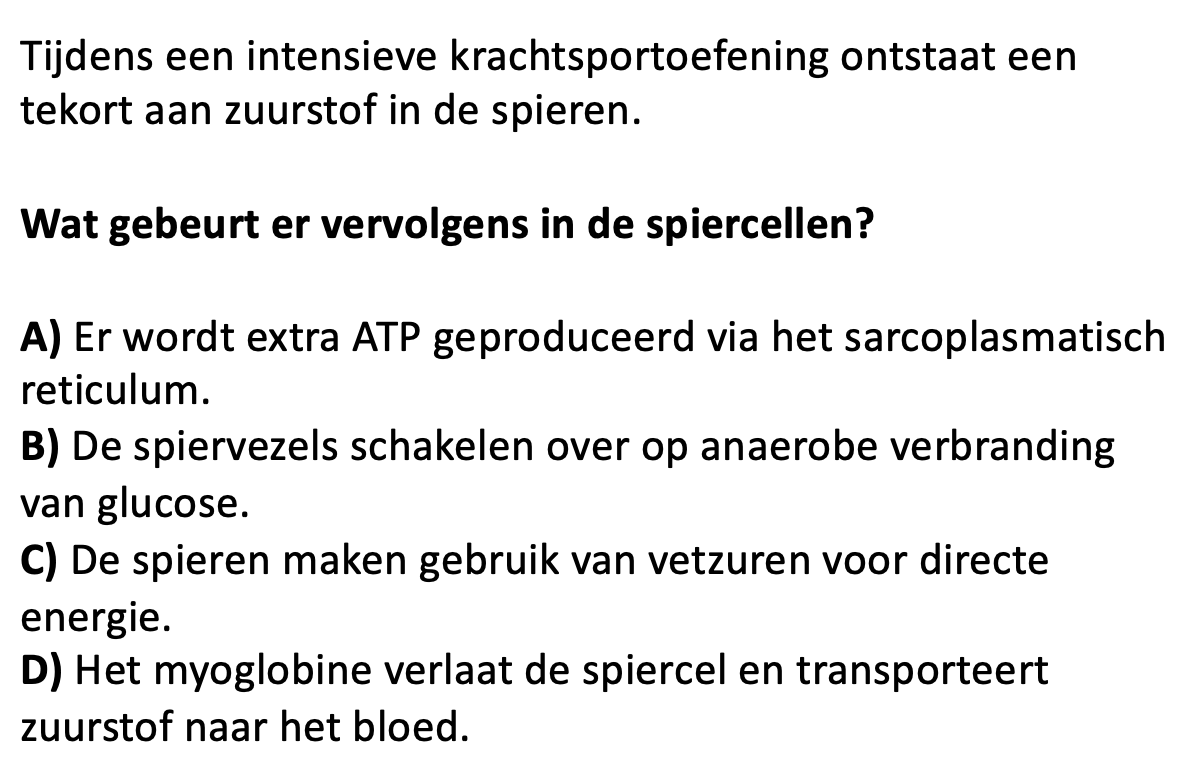 Tijdens een intensieve krachtsportoefening ontstaat een
tekort aan zuurstof in de spieren.
Wat gebeurt er vervolgens in de spiercellen?
A) Er wordt extra ATP geproduceerd via het sarcoplasmatisch
reticulum.
B) De spiervezels schakelen over op anaerobe verbranding
van glucose.
C) De spieren maken gebruik van vetzuren voor directe
energie.
D) Het myoglobine verlaat de spiercel en transporteert
zuurstof naar het bloed.